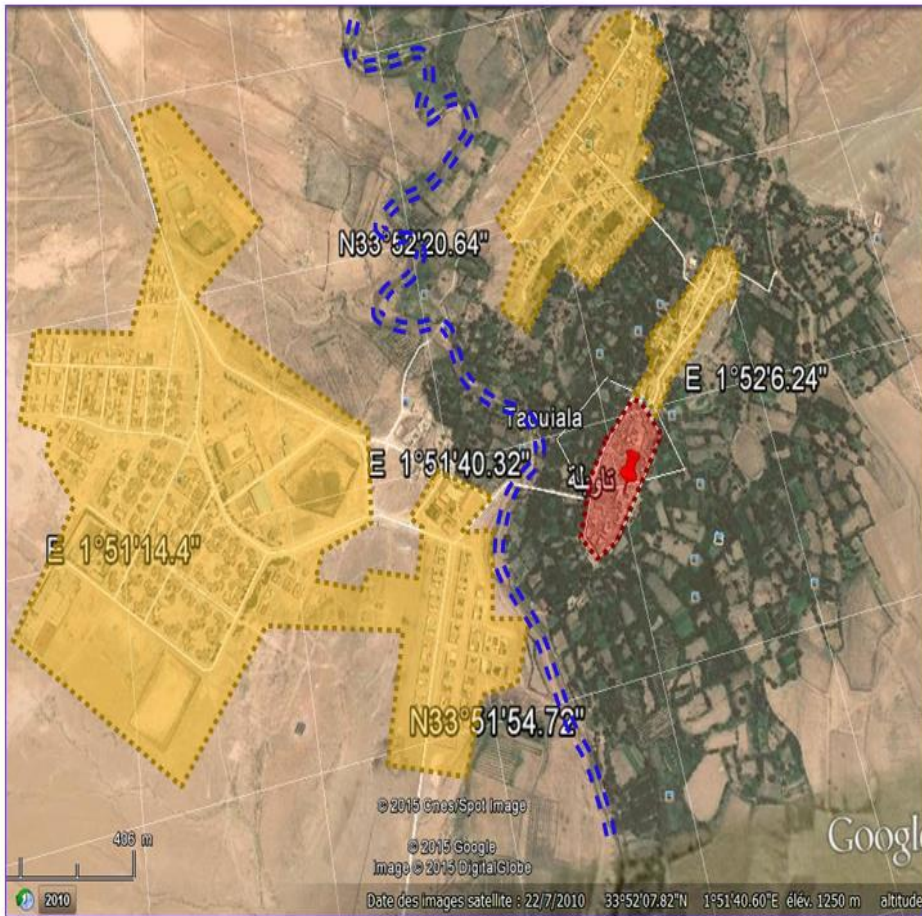 N33°52'20.64"
E 1°52'6.24"
Taouiala
تاويلة
E 1°51'40.32"
E 1°51'14.4"
N33°51'54.72"
© 2015 Cnes/Spot Image
406 m
© 2015 Google
Image © 2015 DigitalGlobe
Google
2010
Date des images satellite : 22/7/2010 33°52'07.82"N 1°51'40.60"E élév. 1250 m altitude